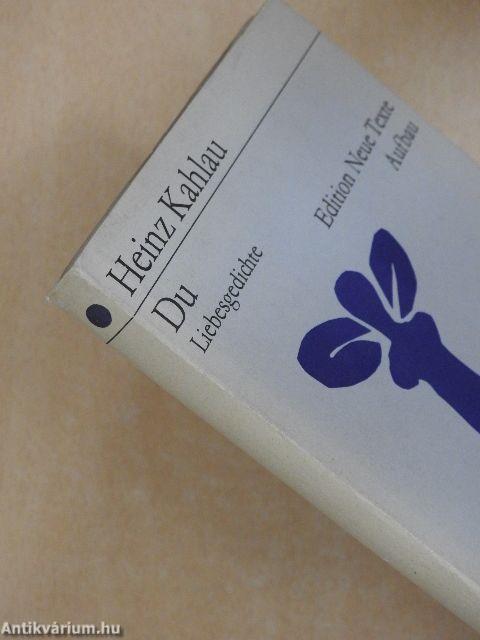 Heinz Kahlau
Du
Liebesgedichte
Edition Neue Texte
Aufbau
Antikvárium.hu